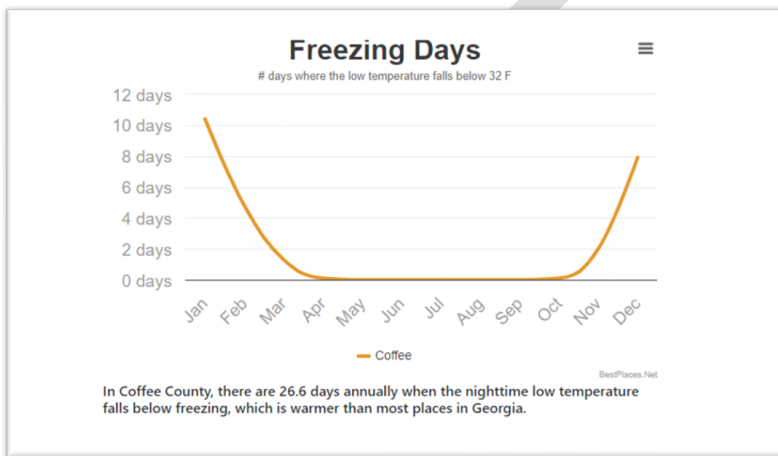 Freezing Days
# days where the low temperature falls below 32 F
12 days
10 days
8 days
6 days
4 days
2 days
0 days
Jan
Feb
Mar
Apr
May
Jun
Jul
Aug
Sep
Oct
Nov
Dec
Coffee
BestPlaces.Net
In Coffee County, there are 26.6 days annually when the nighttime low temperature
falls below freezing, which is warmer than most places in Georgia.